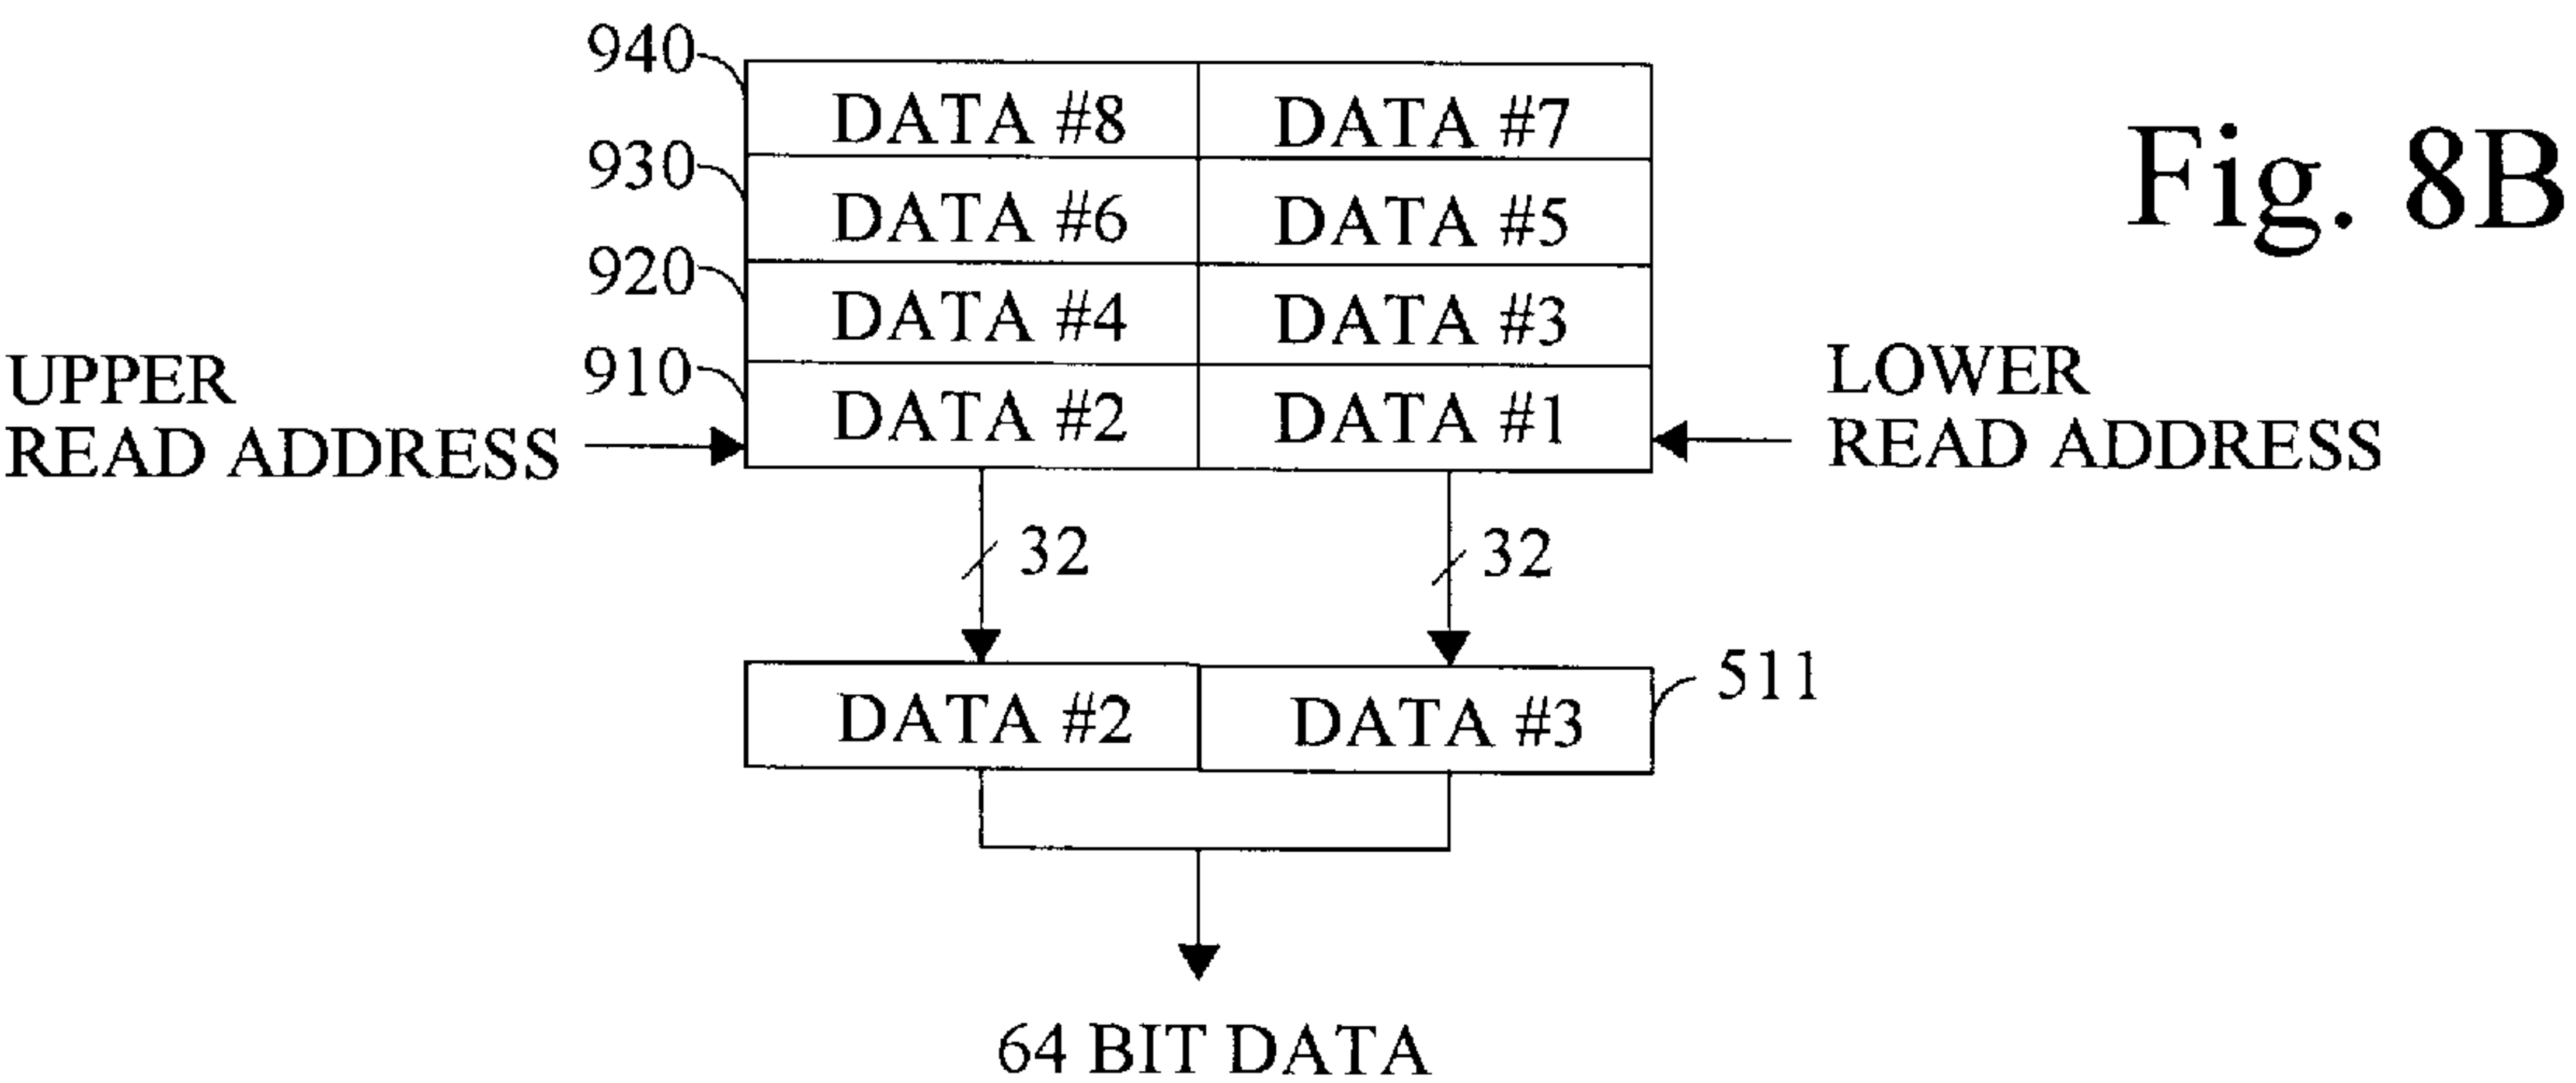 Fig. 8B
940
DATA #8 DATA #7
930
DATA #6 DATA #5
920
DATA #4 DATA #3
910
DATA #2 DATA #1
UPPER
READ ADDRESS
LOWER
READ ADDRESS
32 32
DATA #2 DATA #3
511
64 BIT DATA